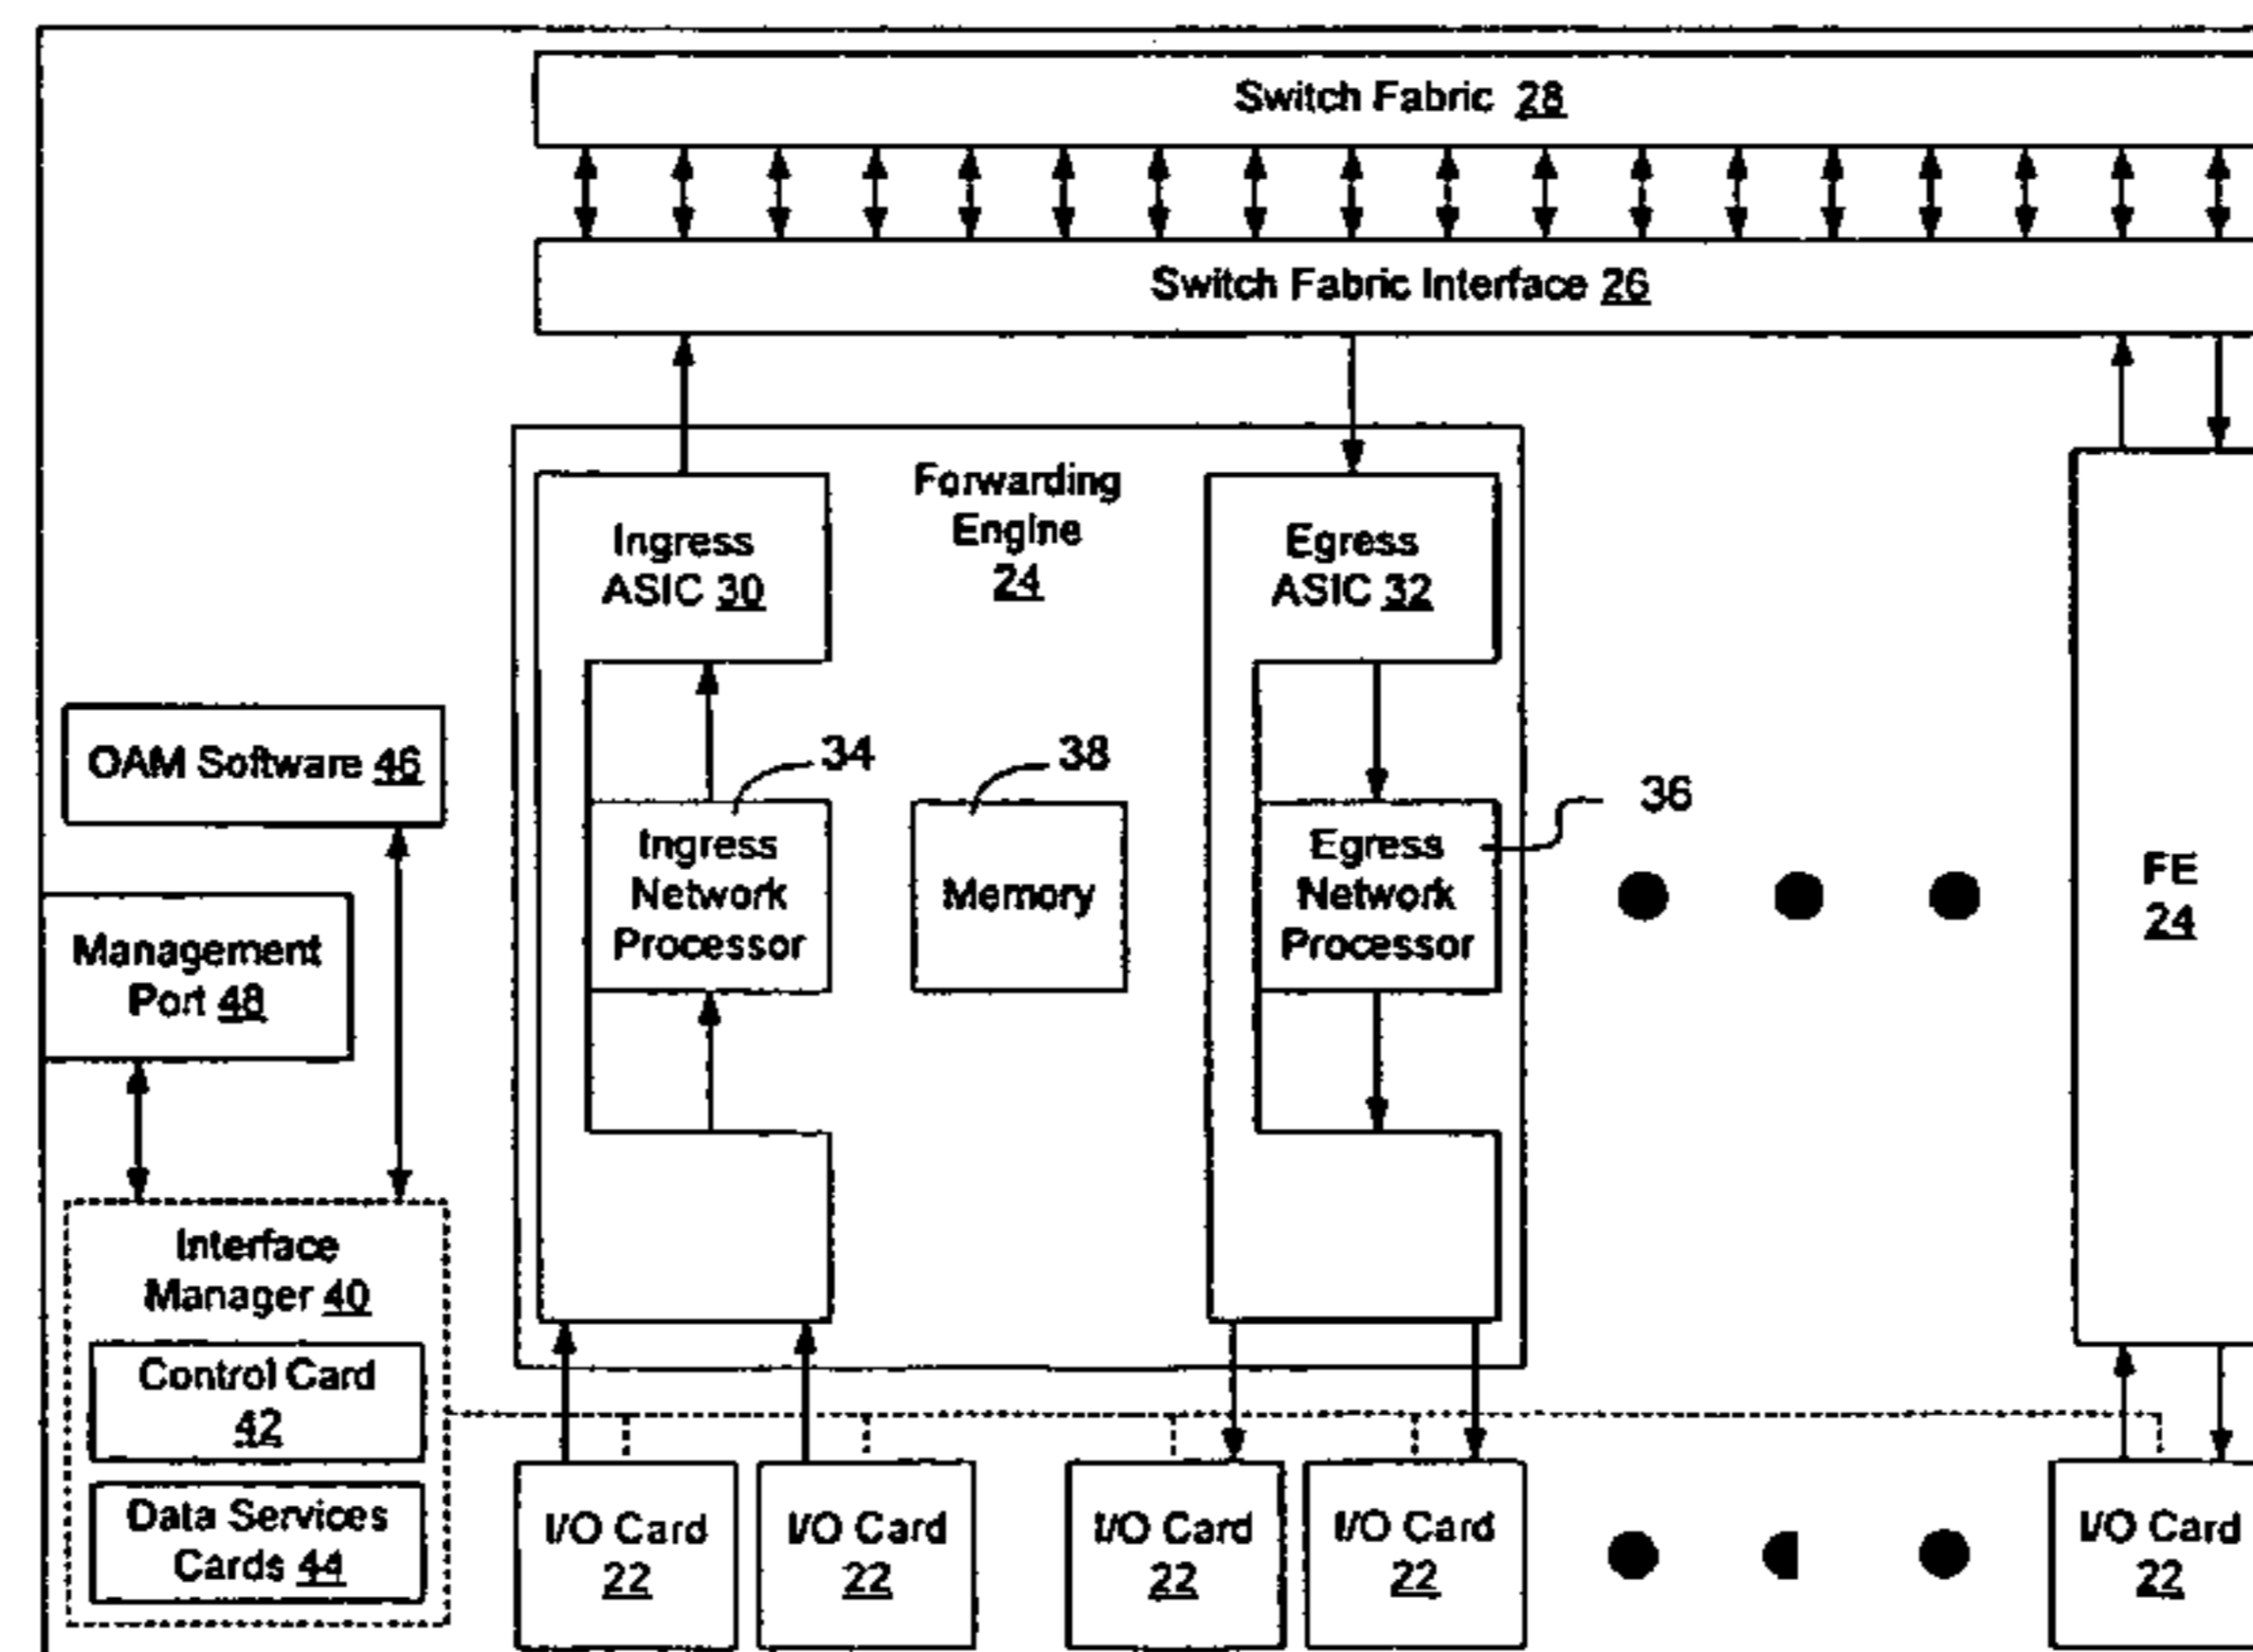 Switch Fabric 28
Switch Fabric Interface 26
Forwarding
Engine
24
Ingress
ASIC 30
Egress
ASIC 32
OAM Software 46
34
38
36
Ingress
Network
Processor
Memory
Egress
Network
Processor
FE
24
Management
Port 48
Interface
Manager 40
Control Card
42
Data Services
Cards 44
I/O Card
22
I/O Card
22
I/O Card
22
I/O Card
22
I/O Card
22